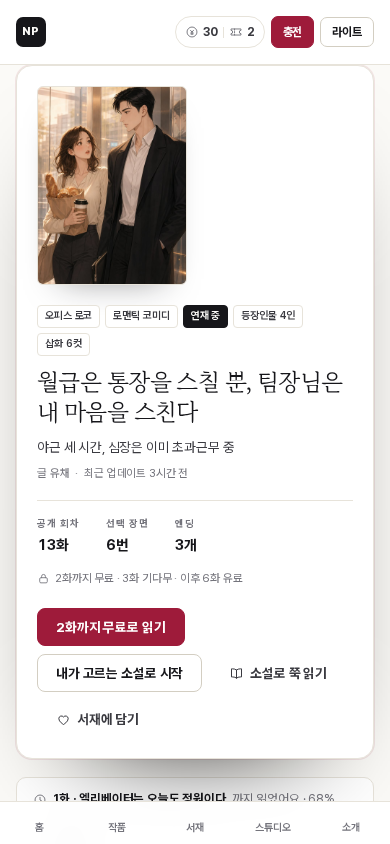 NP
30 2 충전 라이트
오피스 로코 로맨틱 코미디 연재 중 등장인물 4인
삽화 6컷
월급은 통장을 스칠 뿐, 팀장님은
내 마음을 스친다
야근 세 시간, 심장은 이미 초과근무 중
글 유채 · 최근 업데이트 3시간 전
공개 회차 선택 장면 엔딩
13화 6번 3개
2화까지 무료 · 3화 기다무 · 이후 6화 유료
2화까지 무료로 읽기
내가 고르는 소설로 시작 소설로 쭉 읽기
서재에 담기
1화 · 엘리베이터는 오늘도 정원이다 까지 읽었어요 · 68%
홈 작품 서재 스튜디오 소개